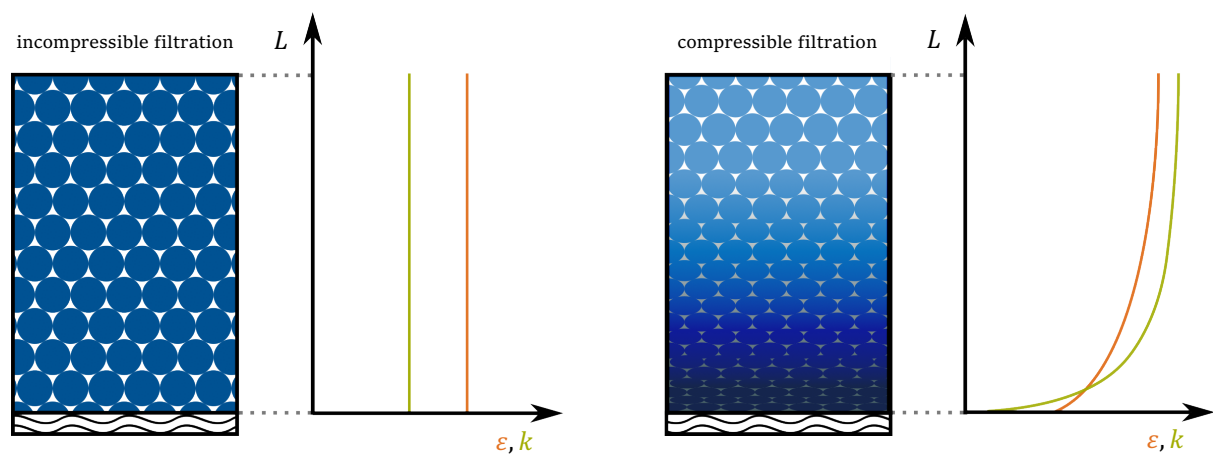 incompressible filtration
L
ε, k
compressible filtration
L
ε, k